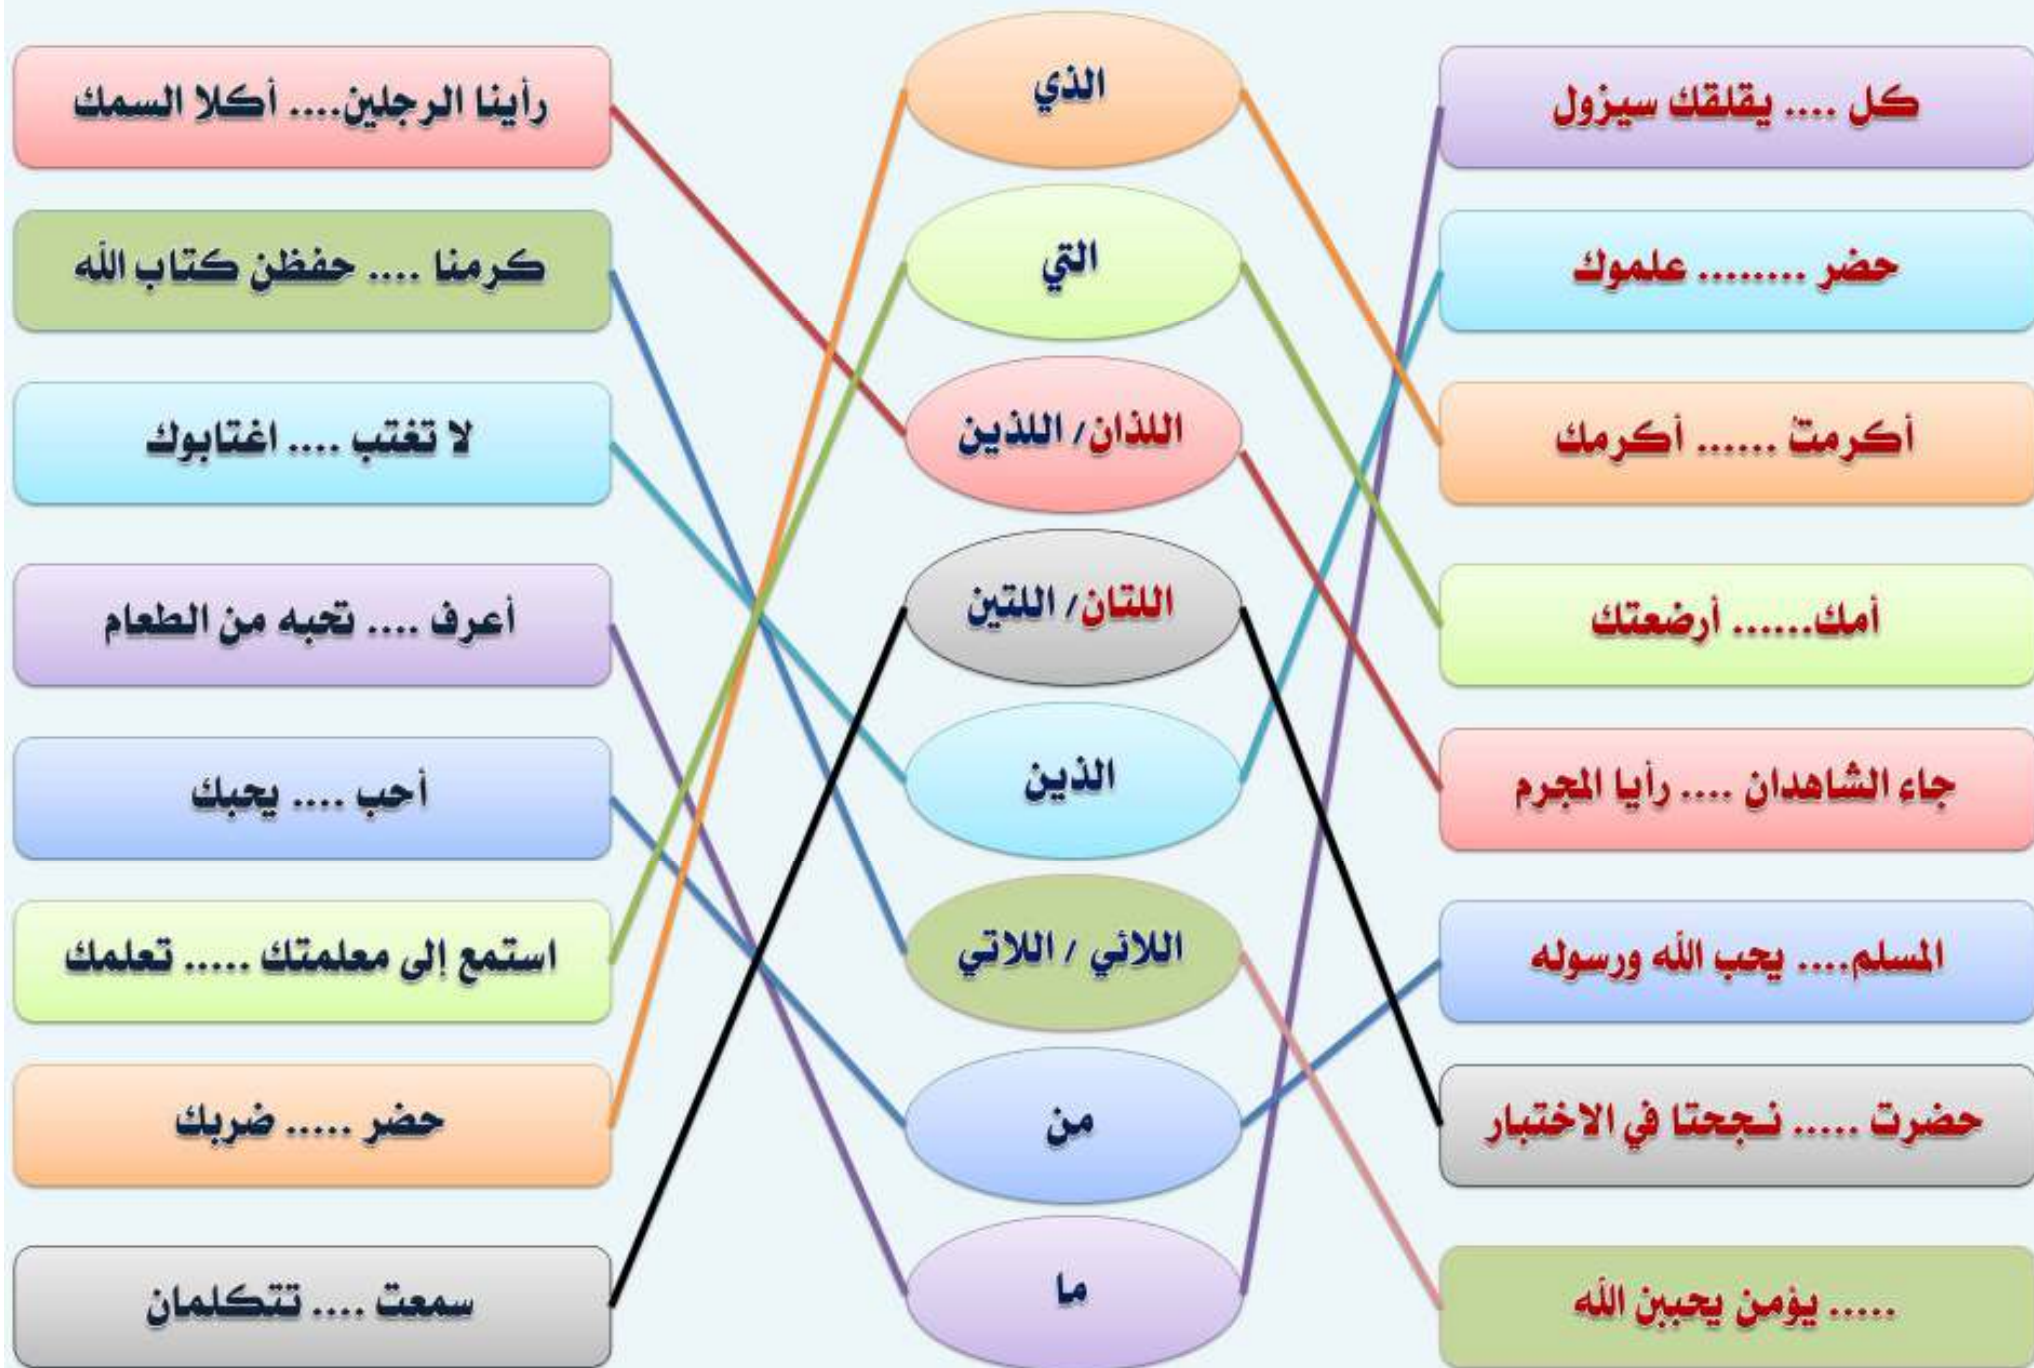 كل .... يقلقك سيزول
حضر ........ علموك
أكرمتُ ...... أكرمك
أمك...... أرضعتك
جاء الشاهدان .... رأيا المجرم
المسلم.... يحب الله ورسوله
حضرت ..... نـجحتا في الاختبار
..... يؤمن يحببن الله
الذي
التي
اللذان/ اللذين
اللتان/ اللتين
الذين
اللائي / اللاتي
من
ما
رأينا الرجلين.... أكلا السمك
كرمنا .... حفظن كتاب الله
لا تغتب .... اغتابوك
أعرف .... تحبه من الطعام
أحب .... يحبك
استمع إلى معلمتك ..... تعلمك
حضر ..... ضربك
سمعت .... تتكلمان